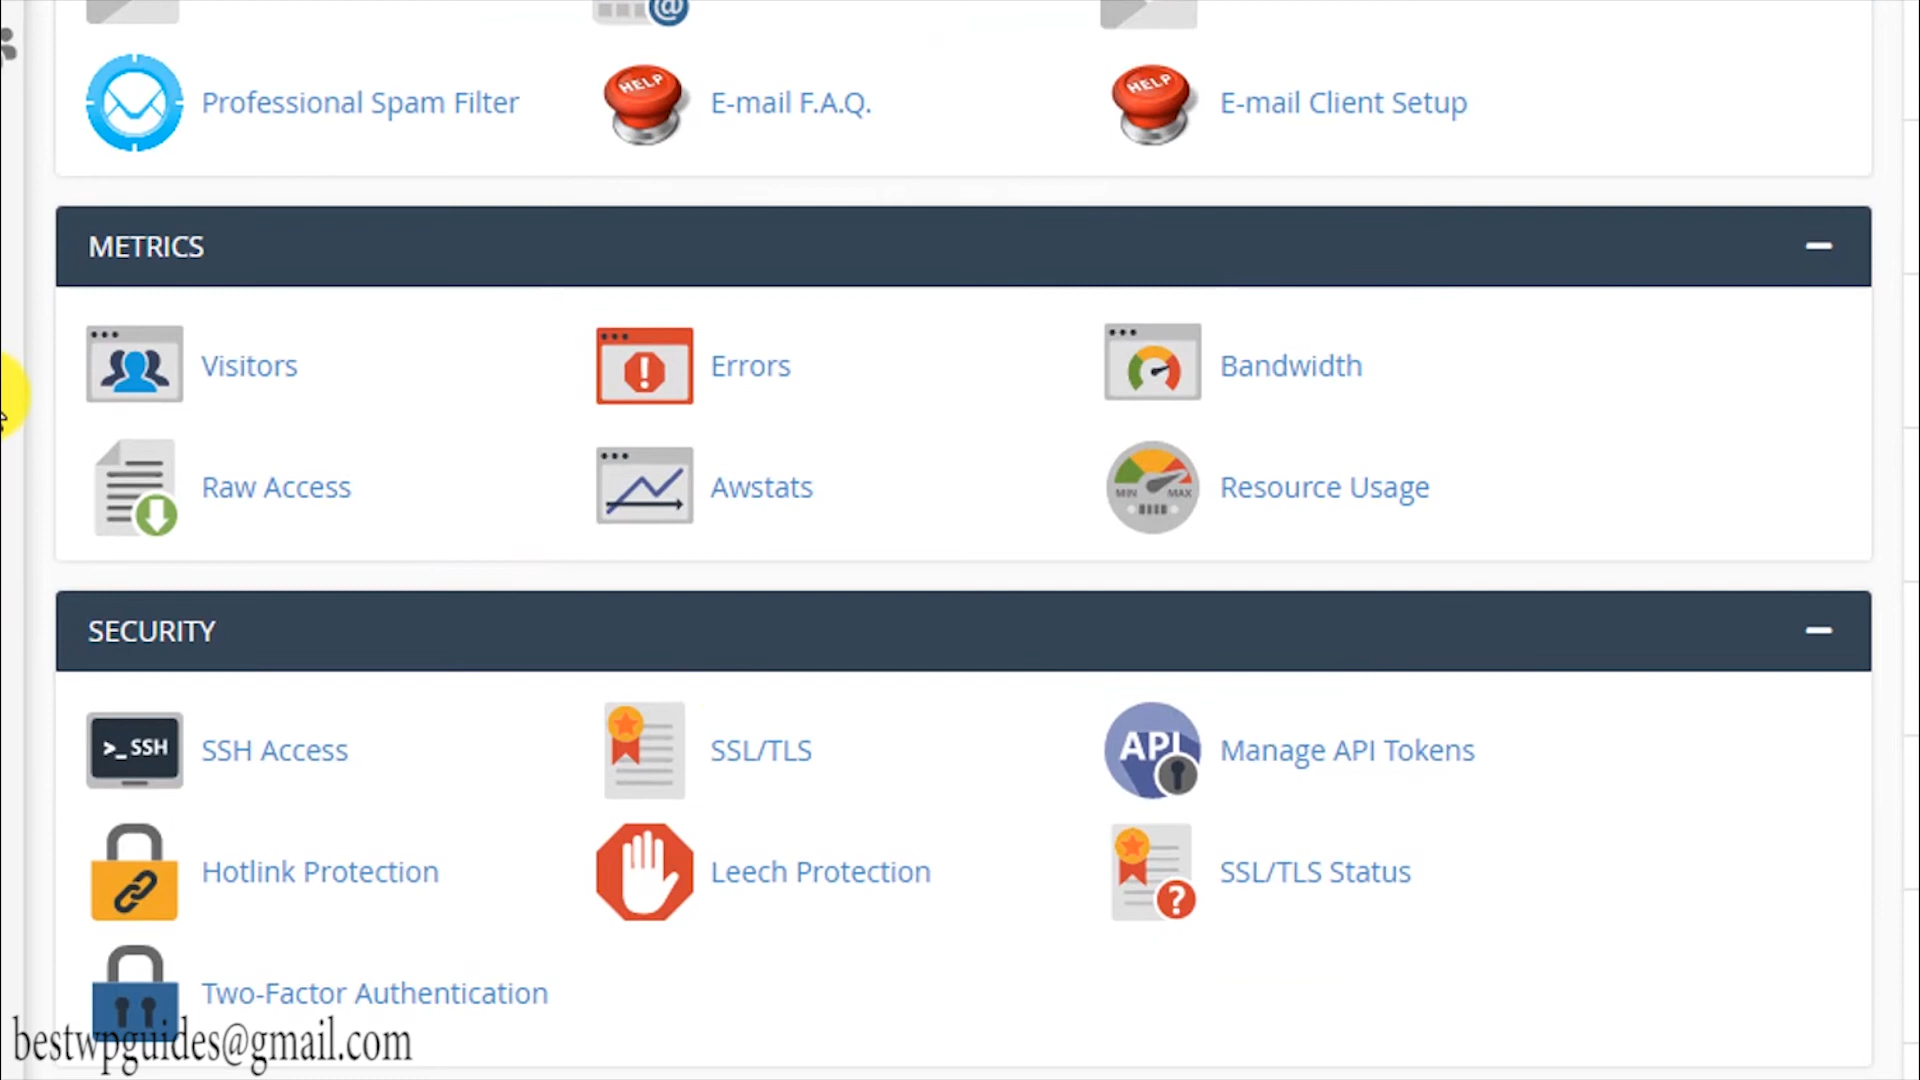 @
Professional Spam Filter
HELP
E-mail F.A.Q.
HELP
E-mail Client Setup
METRICS
Visitors
Errors
Bandwidth
Raw Access
Awstats
MIN MAX
Resource Usage
SECURITY
>_SSH
SSH Access
SSL/TLS
API
Manage API Tokens
Hotlink Protection
Leech Protection
?
SSL/TLS Status
Two-Factor Authentication
bestwpguides@gmail.com